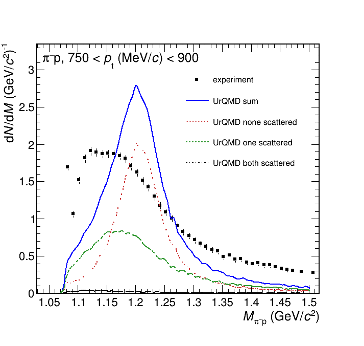 π⁻p, 750 < pₜ (MeV/c) < 900
experiment
UrQMD sum
UrQMD none scattered
UrQMD one scattered
UrQMD both scattered
dN/dM (GeV/c²)⁻¹
3
2.5
2
1.5
1
0.5
0
1.05 1.1 1.15 1.2 1.25 1.3 1.35 1.4 1.45 1.5
M_π⁻p (GeV/c²)